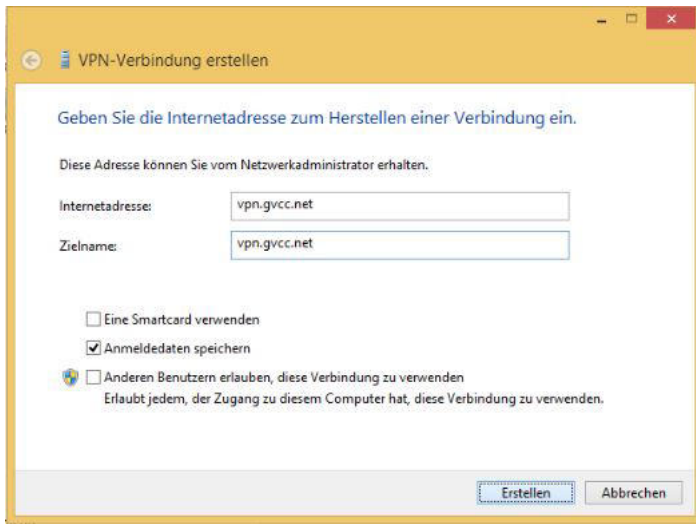 VPN-Verbindung erstellen
Geben Sie die Internetadresse zum Herstellen einer Verbindung ein.
Diese Adresse können Sie vom Netzwerkadministrator erhalten.
Internetadresse: vpn.gvcc.net
Zielname: vpn.gvcc.net
Eine Smartcard verwenden
Anmeldedaten speichern
Anderen Benutzern erlauben, diese Verbindung zu verwenden
Erlaubt jedem, der Zugang zu diesem Computer hat, diese Verbindung zu verwenden.
Erstellen Abbrechen